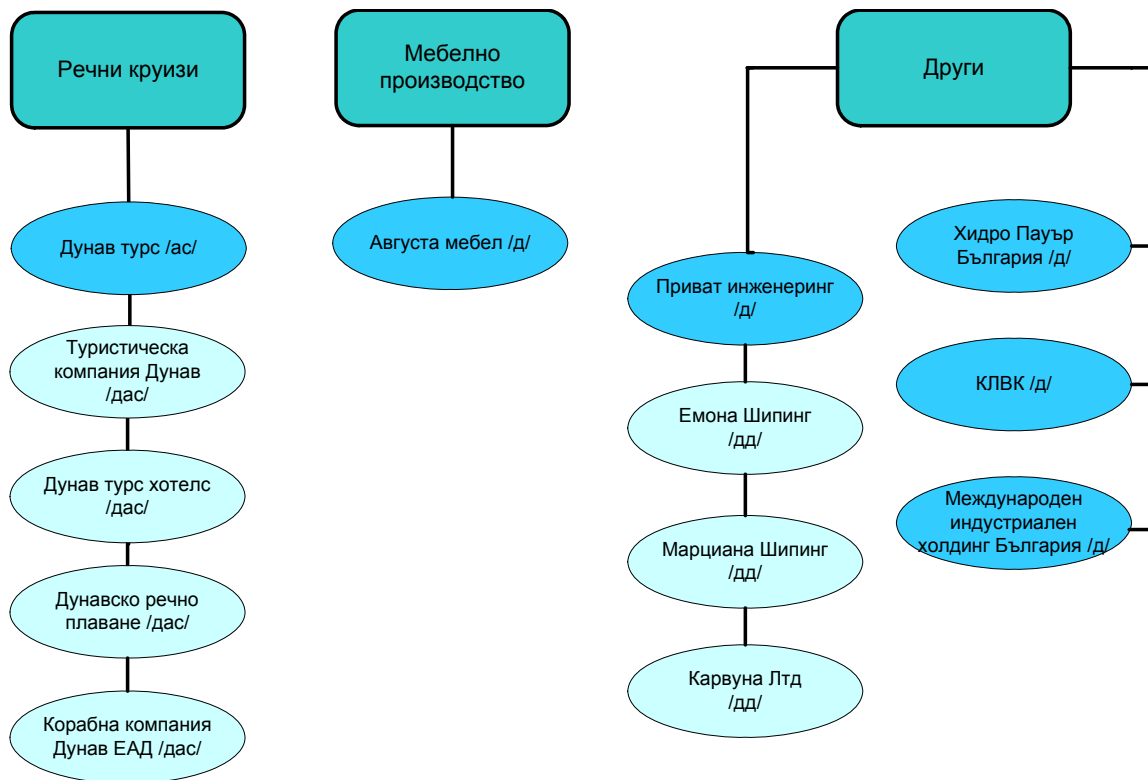 Речни круизи
Дунав турс /ас/
Туристическа
компания Дунав
/дас/
Дунав турс хотелс
/дас/
Дунавско речно
плаване /дас/
Корабна компания
Дунав ЕАД /дас/
Мебелно
производство
Августа мебел /д/
Други
Приват инженеринг
/д/
Емона Шипинг
/дд/
Марциана Шипинг
/дд/
Карвуна Лтд
/дд/
Хидро Пауър
България /д/
КЛВК /д/
Международен
индустриален
холдинг България /д/